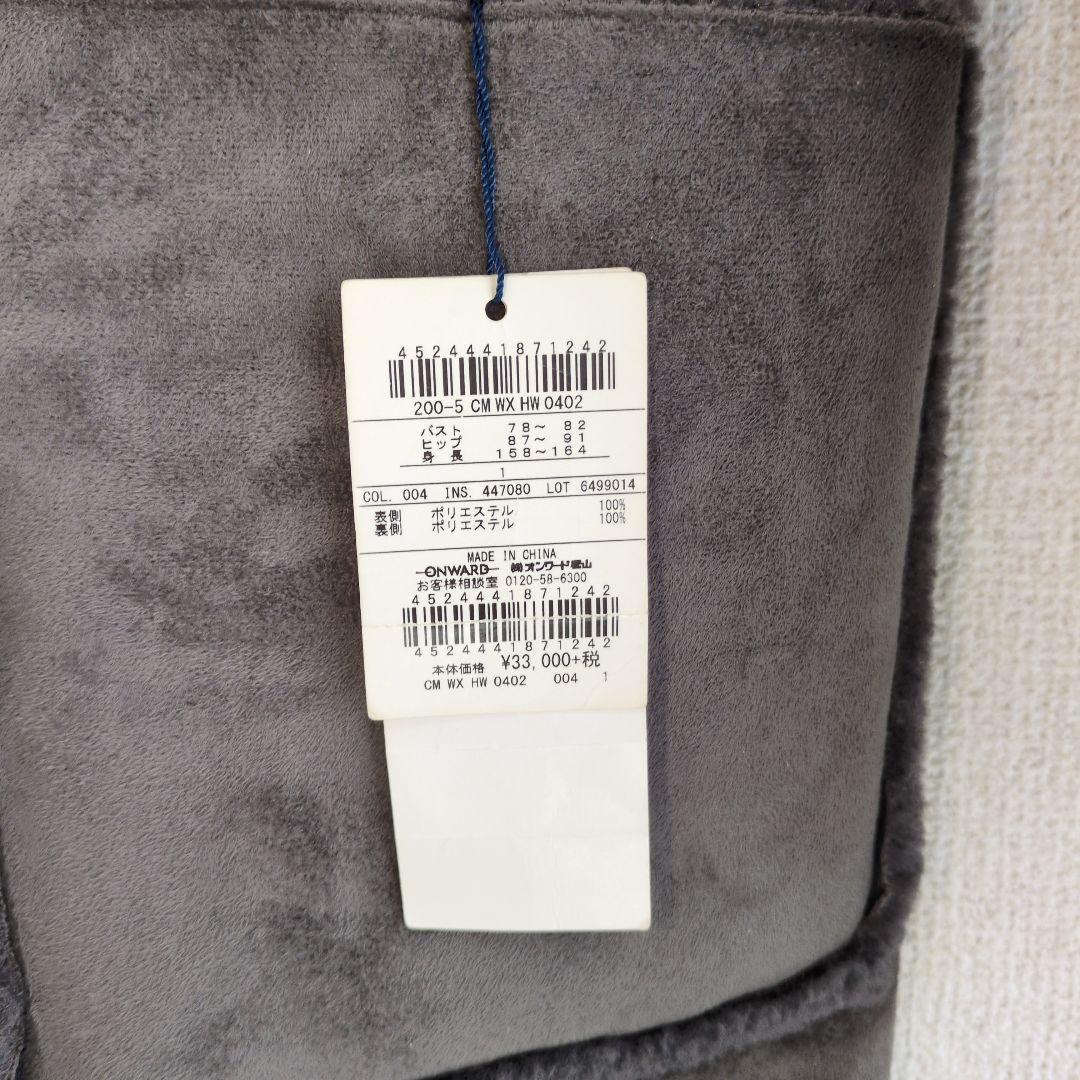 4524441871242
200-5 CM WX HW 0402
バスト 78～ 82
ヒップ 87～ 91
身長 158～164
1
COL. 004 INS. 447080 LOT 6499014
表側 ポリエステル 100%
裏側 ポリエステル 100%
MADE IN CHINA
ONWARD ㈱オンワード樫山
お客様相談室 0120-58-6300
4524441871242
4524441871242
本体価格 ¥33,000+税
CM WX HW 0402 004 1